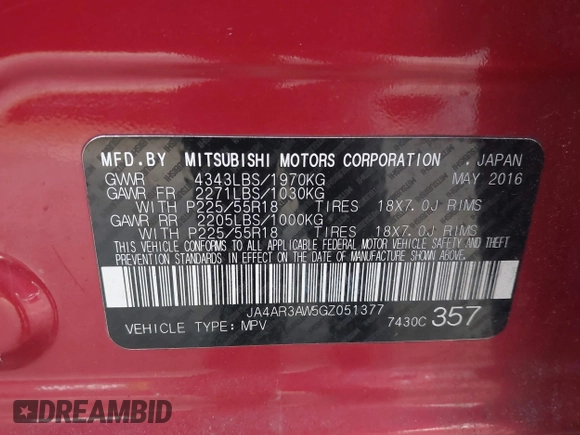 MFD.BY MITSUBISHI MOTORS CORPORATION . JAPAN
GVWR 4343LBS/1970KG MAY 2016
GAWR FR 2271LBS/1030KG
WITH P225/55R18 TIRES 18X7.0J RIMS
GAWR RR 2205LBS/1000KG
WITH P225/55R18 TIRES 18X7.0J RIMS
THIS VEHICLE CONFORMS TO ALL APPLICABLE FEDERAL MOTOR VEHICLE SAFETY AND THEFT
PREVENTION STANDARDS IN EFFECT ON THE DATE OF MANUFACTURE SHOWN ABOVE.
JA4AR3AW5GZ051377
VEHICLE TYPE:MPV 7430C 357
DREAMBID